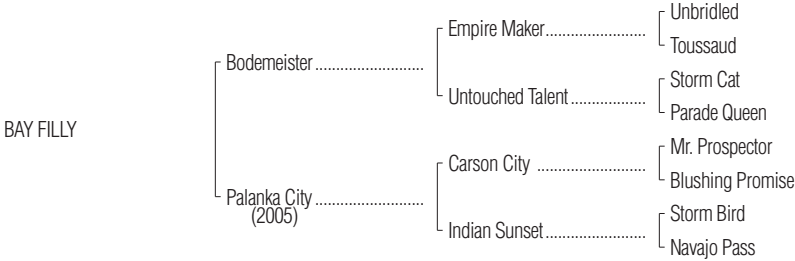 Unbridled
Empire Maker........................
Toussaud
Bodemeister..........................
Storm Cat
Untouched Talent..................
Parade Queen
BAY FILLY
Mr. Prospector
Carson City ..........................
Blushing Promise
Palanka City..........................
(2005)
Storm Bird
Indian Sunset........................
Navajo Pass